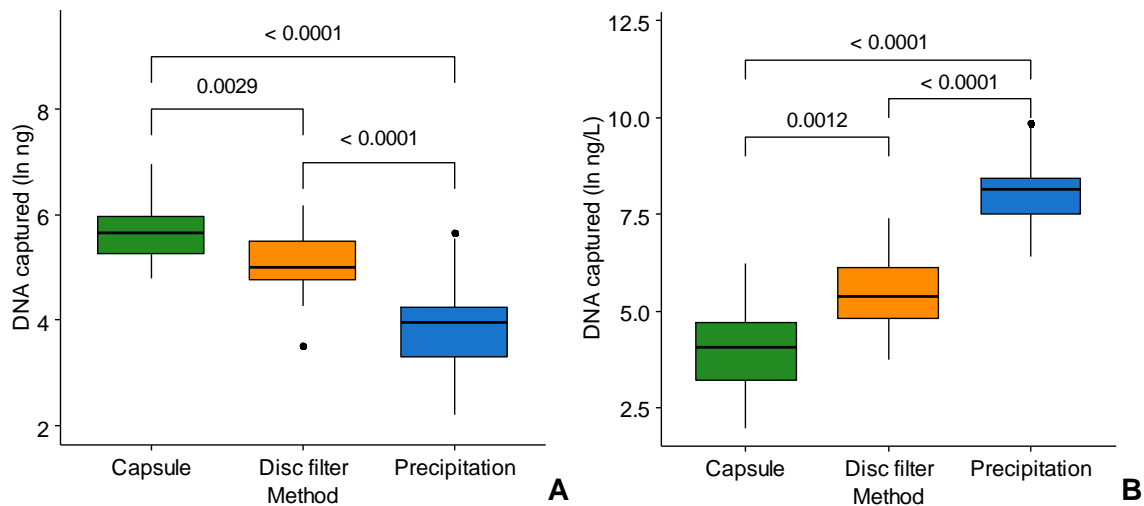 < 0.0001
0.0029
< 0.0001
8
6
4
2
DNA captured (ln ng)
Capsule
Disc filter
Precipitation
Method
A
12.5
10.0
7.5
5.0
2.5
DNA captured (ln ng/L)
< 0.0001
< 0.0001
0.0012
Capsule
Disc filter
Precipitation
Method
B